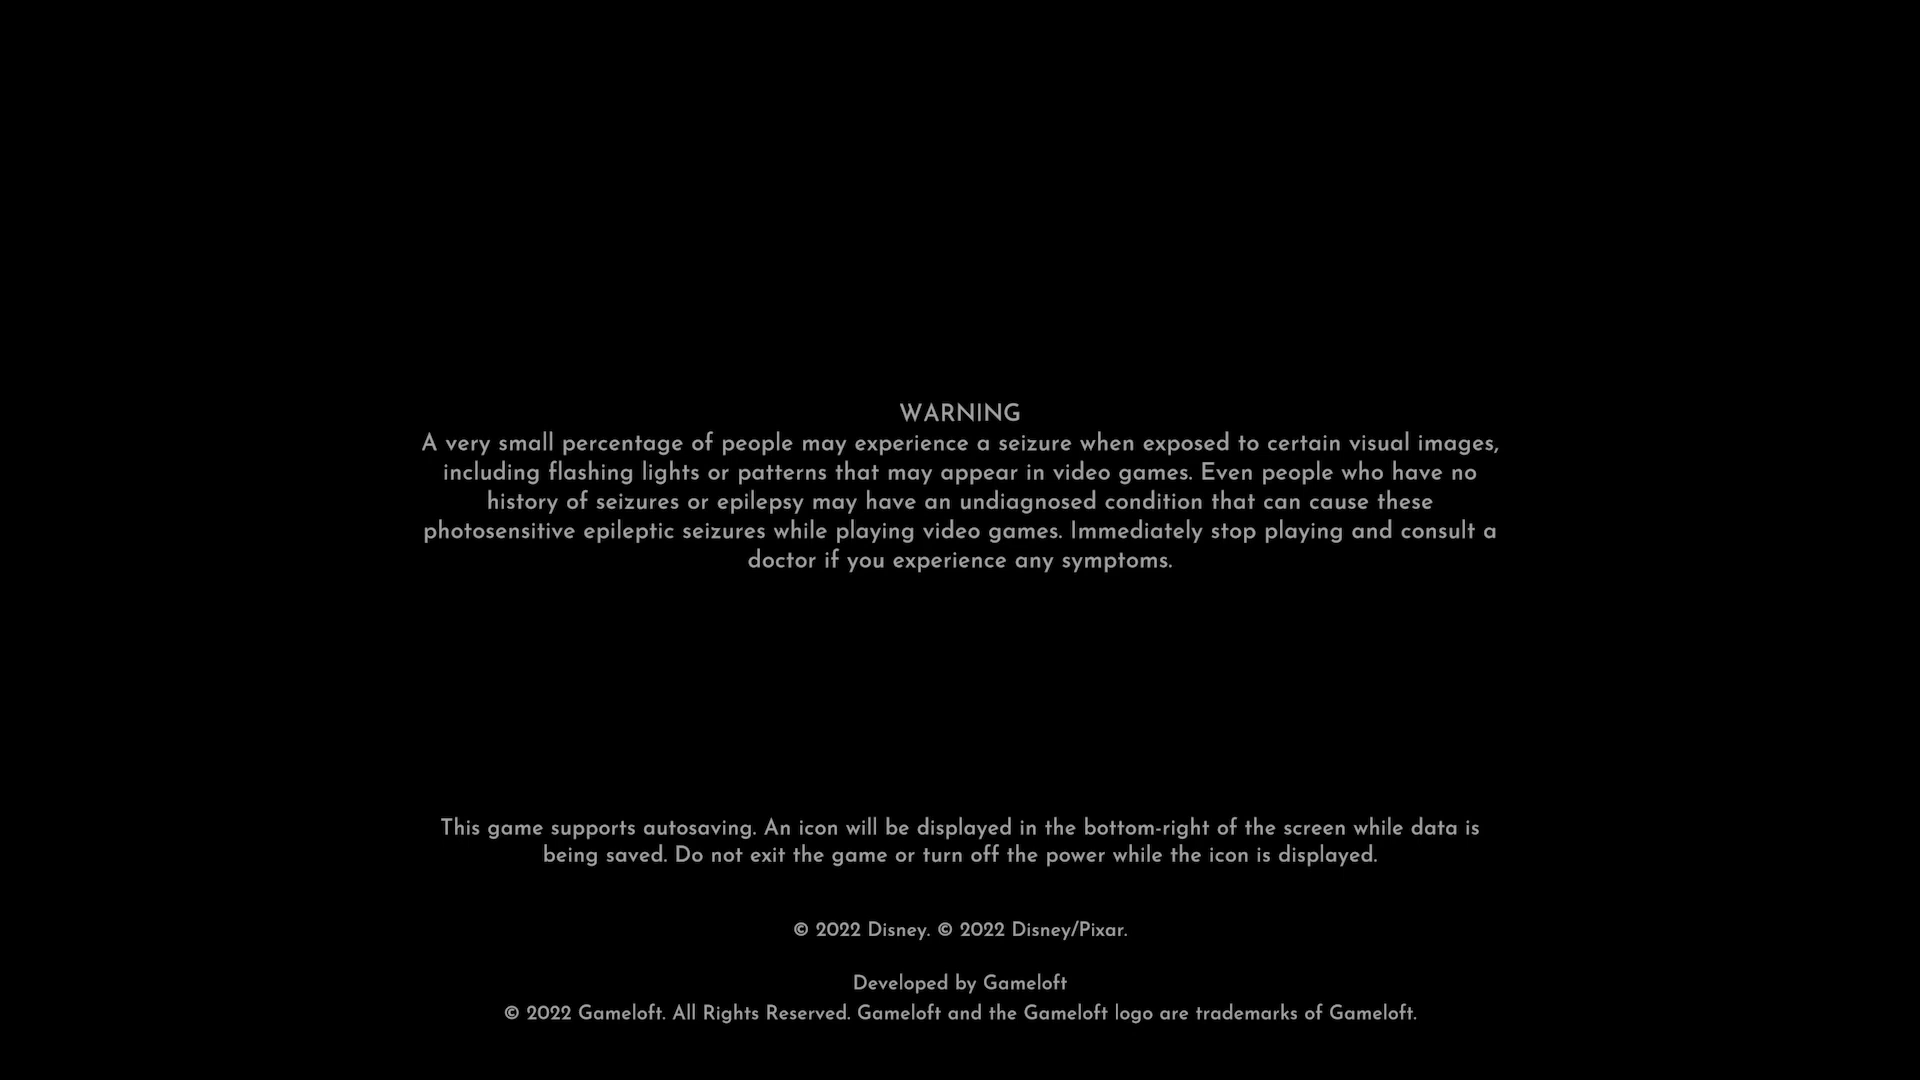 WARNING
A very small percentage of people may experience a seizure when exposed to certain visual images,
including flashing lights or patterns that may appear in video games. Even people who have no
history of seizures or epilepsy may have an undiagnosed condition that can cause these
photosensitive epileptic seizures while playing video games. Immediately stop playing and consult a
doctor if you experience any symptoms.
This game supports autosaving. An icon will be displayed in the bottom-right of the screen while data is
being saved. Do not exit the game or turn off the power while the icon is displayed.
© 2022 Disney. © 2022 Disney/Pixar.
Developed by Gameloft
© 2022 Gameloft. All Rights Reserved. Gameloft and the Gameloft logo are trademarks of Gameloft.